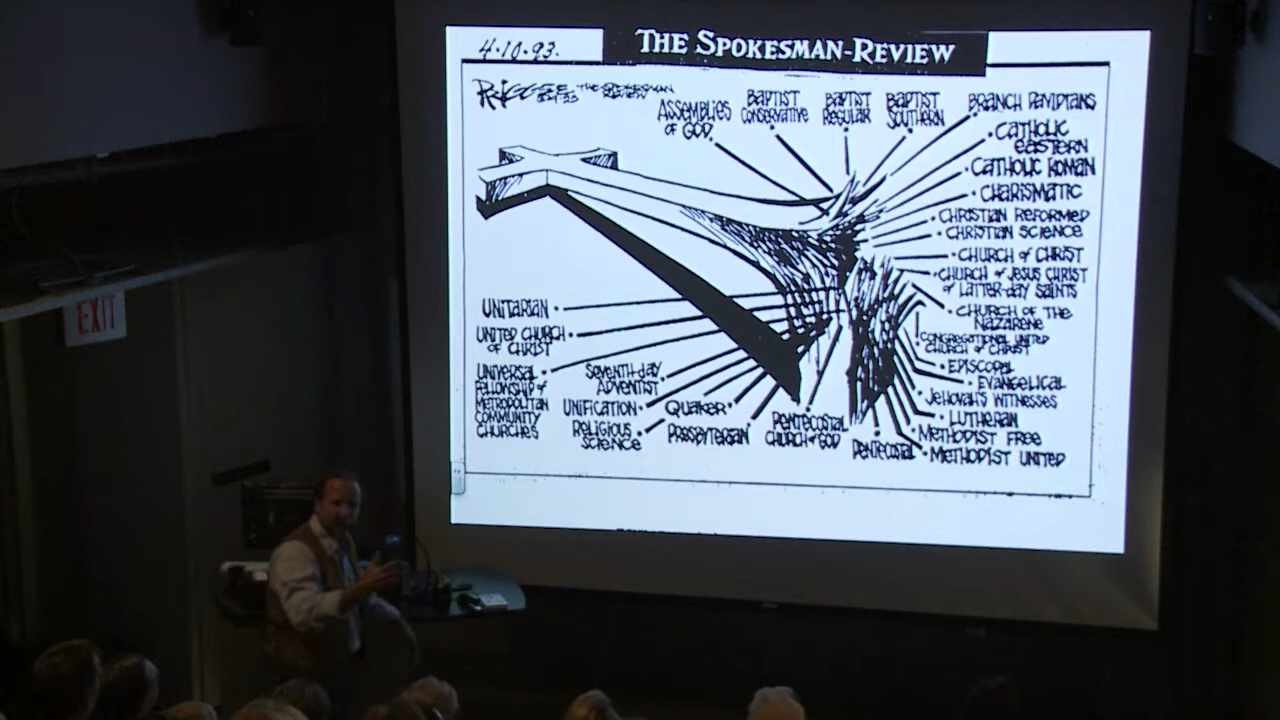 4·10·93.
THE SPOKESMAN-REVIEW
THE SPOKESMAN
REVIEW
ASSEMBLIES
OF GOD
BAPTIST
CONSERVATIVE
BAPTIST
REGULAR
BAPTIST
SOUTHERN
BRANCH DAVIDIANS
CATHOLIC
EASTERN
CATHOLIC ROMAN
CHARISMATIC
CHRISTIAN REFORMED
CHRISTIAN SCIENCE
CHURCH OF CHRIST
CHURCH OF JESUS CHRIST
OF LATTER-DAY SAINTS
CHURCH OF THE
NAZARENE
CONGREGATIONAL UNITED
CHURCH OF CHRIST
EPISCOPAL
EVANGELICAL
JEHOVAH'S WITNESSES
LUTHERAN
METHODIST FREE
METHODIST UNITED
PENTECOSTAL
PENTECOSTAL
CHURCH OF GOD
PRESBYTERIAN
QUAKER
RELIGIOUS
SCIENCE
UNIFICATION
SEVENTH-DAY
ADVENTIST
UNIVERSAL
FELLOWSHIP OF
METROPOLITAN
COMMUNITY
CHURCHES
UNITED CHURCH
OF CHRIST
UNITARIAN
EXIT